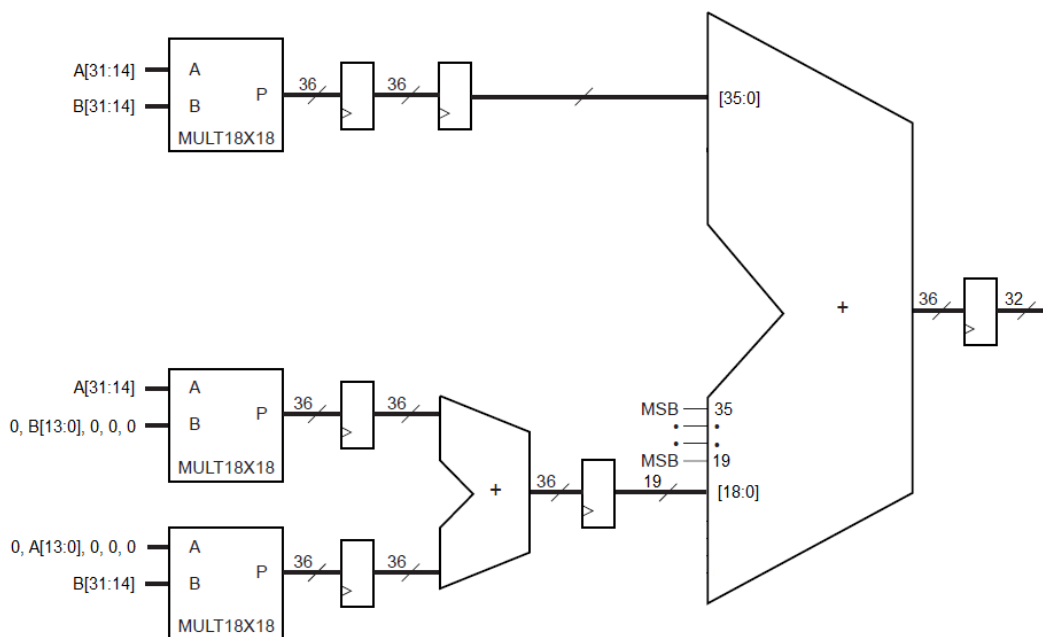 A[31:14]
A
P
B[31:14]
B
MULT18X18
36
36
[35:0]
+
36
32
A[31:14]
A
P
0, B[13:0], 0, 0, 0
B
MULT18X18
36
36
MSB
35
•
•
•
•
MSB
19
+
36
19
[18:0]
0, A[13:0], 0, 0, 0
A
P
B[31:14]
B
MULT18X18
36
36